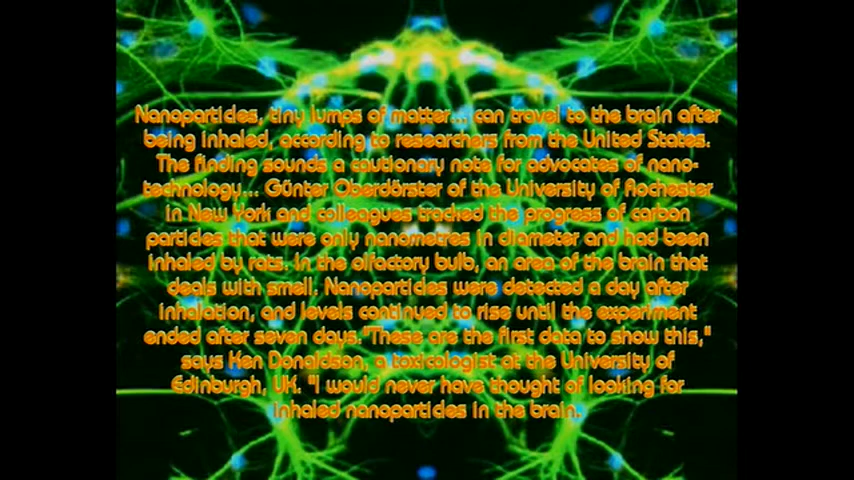 Nanoparticles, tiny lumps of matter... can travel to the brain after
being inhaled, according to researchers from the United States.
The finding sounds a cautionary note for advocates of nano-
technology... Günter Oberdörster of the University of Rochester
in New York and colleagues tracked the progress of carbon
particles that were only nanometres in diameter and had been
inhaled by rats. In the olfactory bulb, an area of the brain that
deals with smell. Nanoparticles were detected a day after
inhalation, and levels continued to rise until the experiment
ended after seven days."These are the first data to show this,"
says Ken Donaldson, a toxicologist at the University of
Edinburgh, UK. "I would never have thought of looking for
inhaled nanoparticles in the brain.